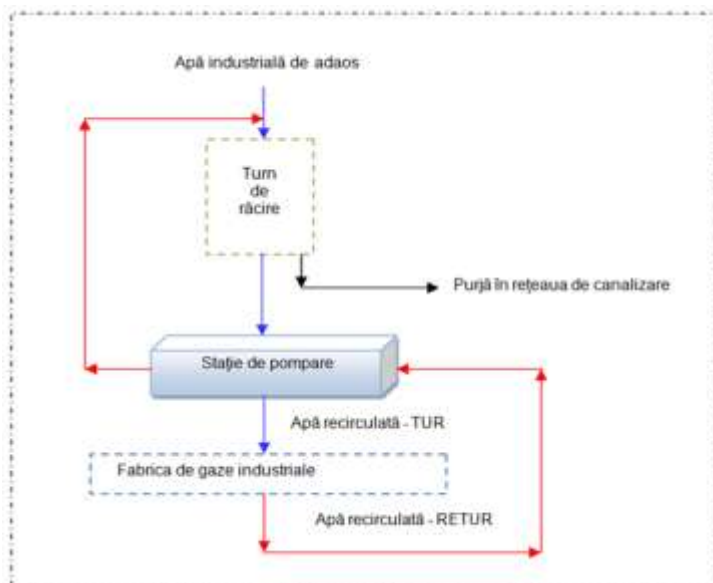 Apă industrială de adaos
Turn
de
răcire
Purjă în rețeaua de canalizare
Stație de pompare
Apă recirculată - TUR
Fabrica de gaze industriale
Apă recirculată - RETUR